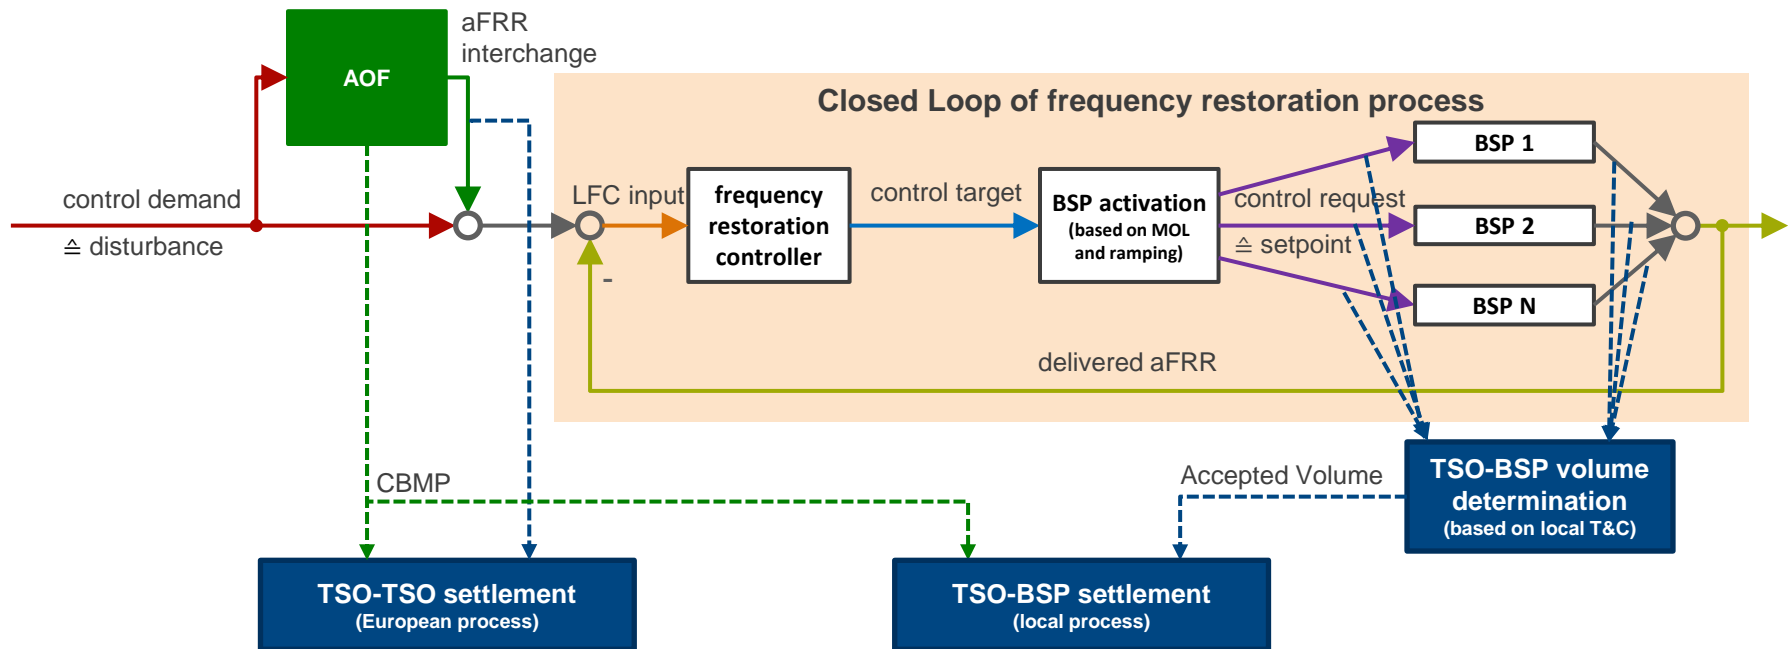 aFRR
interchange
AOF
Closed Loop of frequency restoration process
control demand
≙ disturbance
LFC input
-
frequency
restoration
controller
control target
BSP activation
(based on MOL
and ramping)
control request
≙ setpoint
BSP 1
BSP 2
BSP N
delivered aFRR
CBMP
Accepted Volume
TSO-BSP volume
determination
(based on local T&C)
TSO-TSO settlement
(European process)
TSO-BSP settlement
(local process)